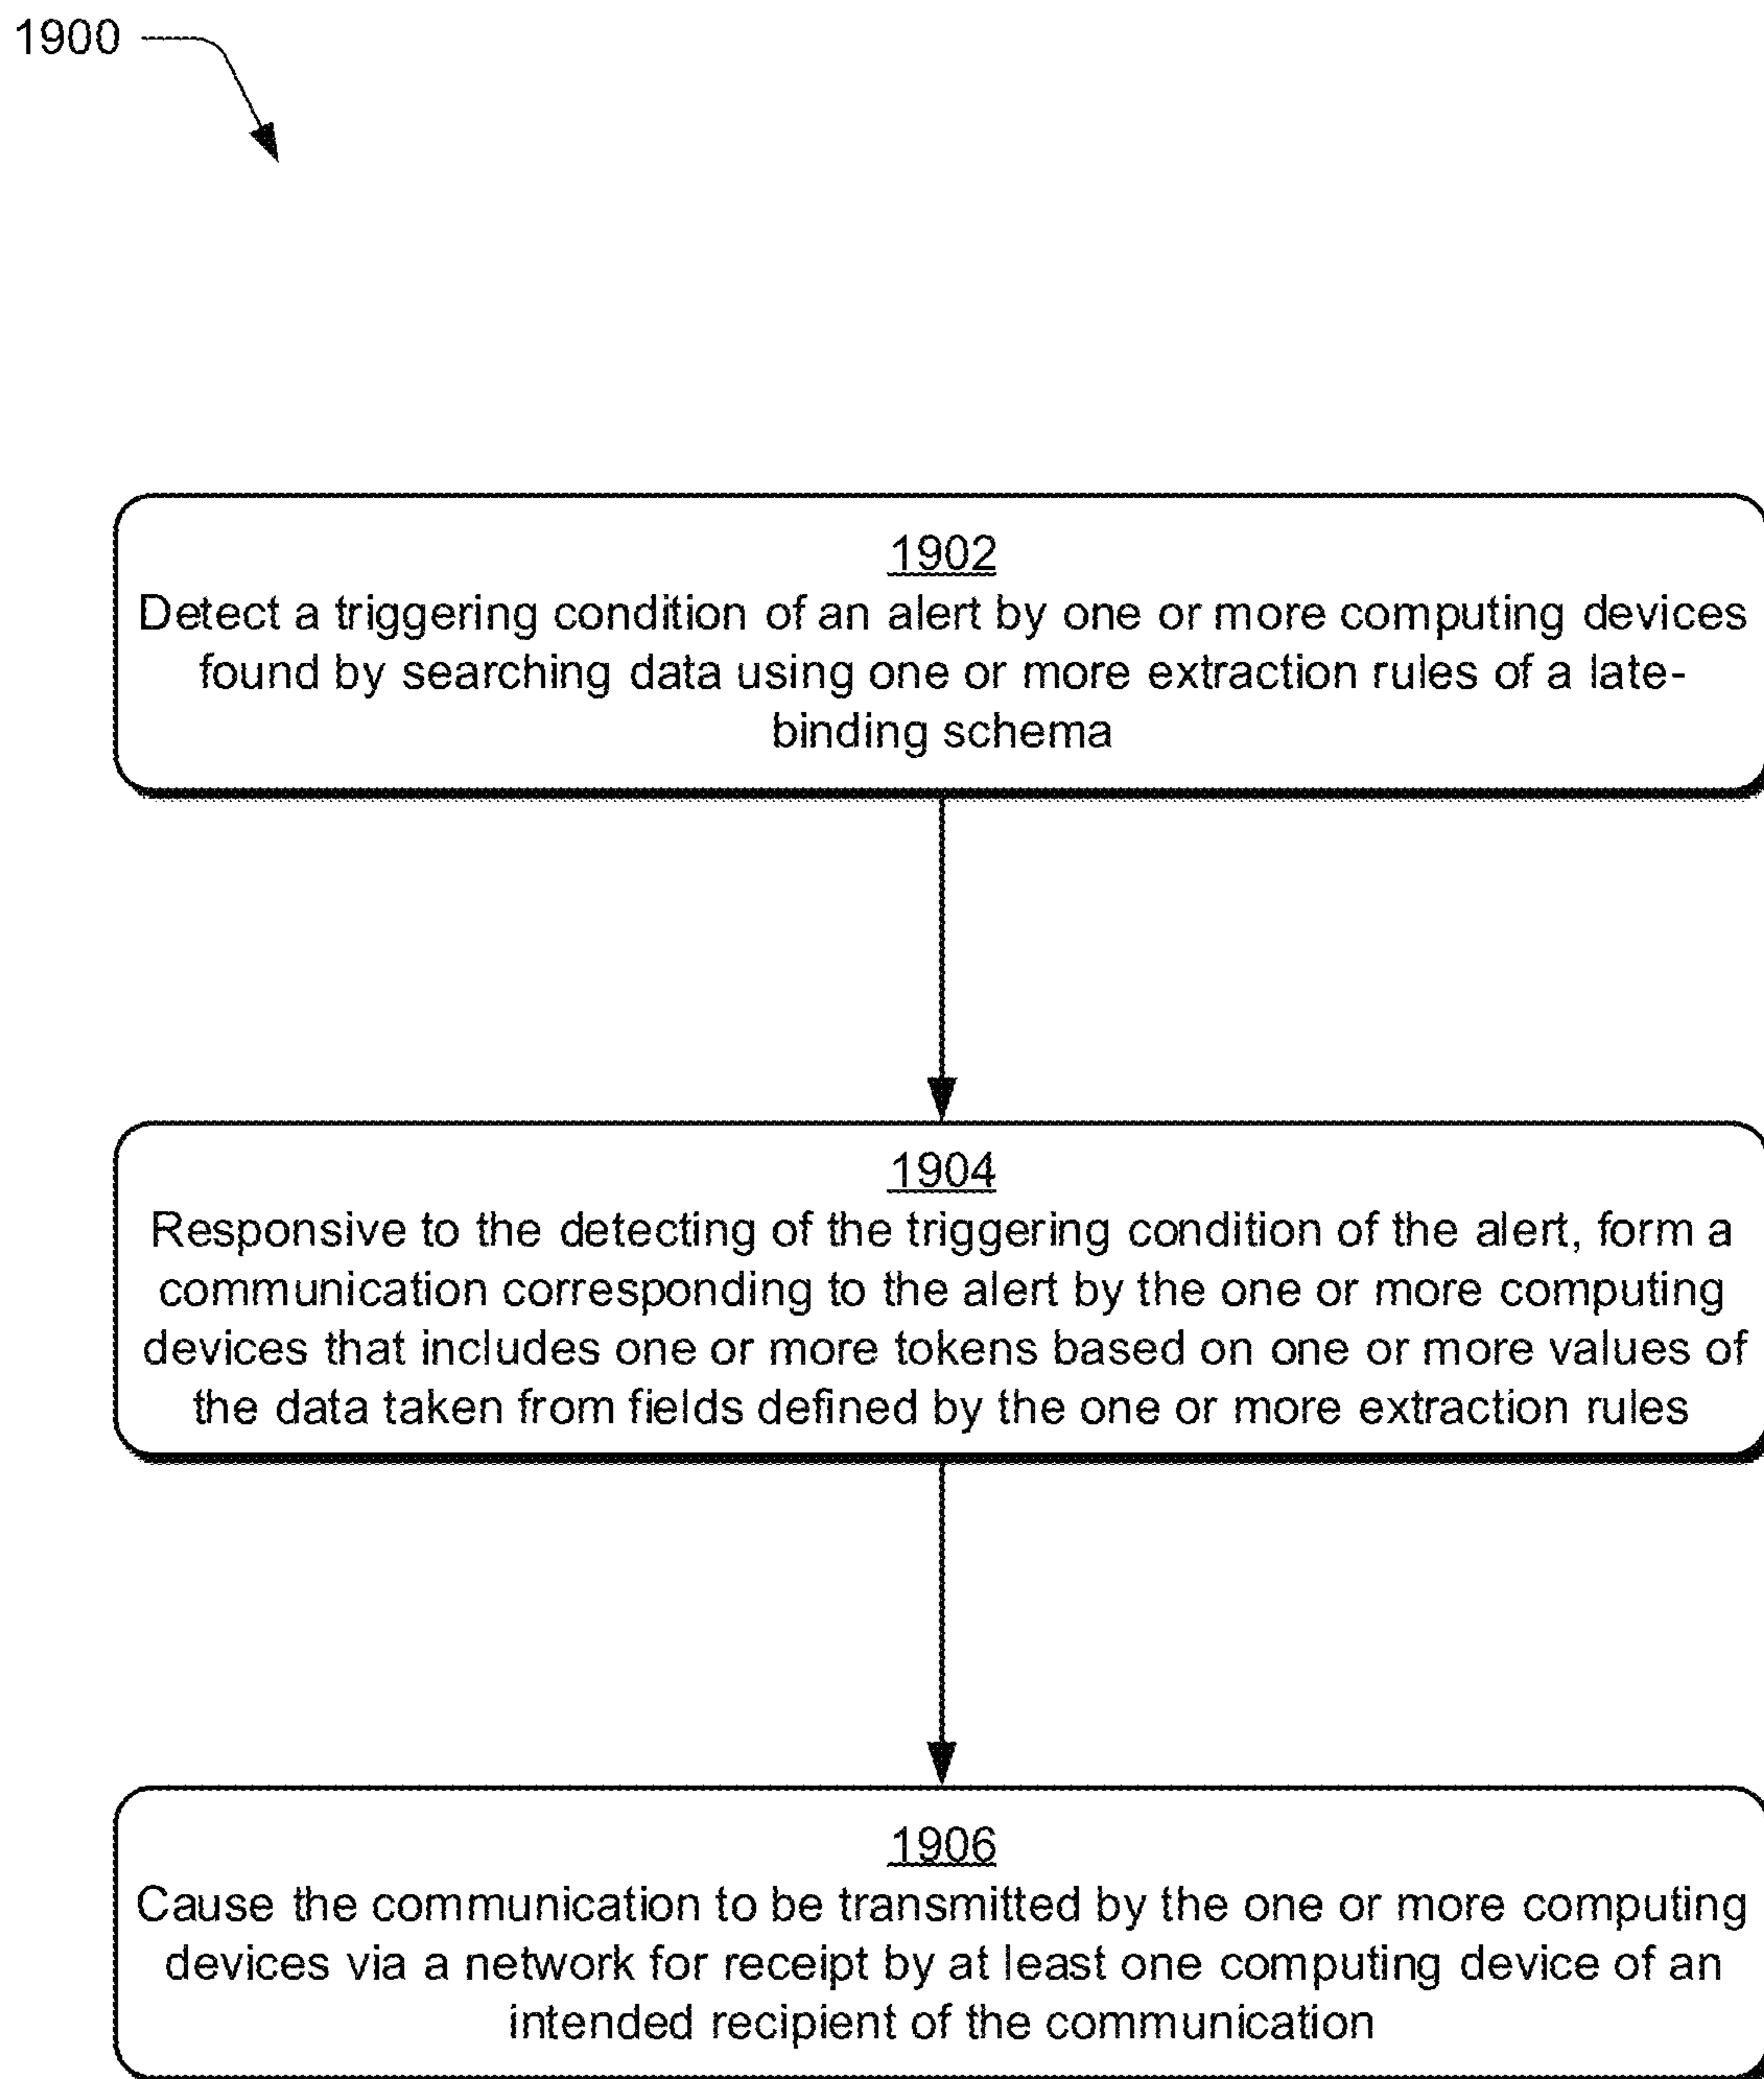 1900
1902
Detect a triggering condition of an alert by one or more computing devices
found by searching data using one or more extraction rules of a late-
binding schema
1904
Responsive to the detecting of the triggering condition of the alert, form a
communication corresponding to the alert by the one or more computing
devices that includes one or more tokens based on one or more values of
the data taken from fields defined by the one or more extraction rules
1906
Cause the communication to be transmitted by the one or more computing
devices via a network for receipt by at least one computing device of an
intended recipient of the communication